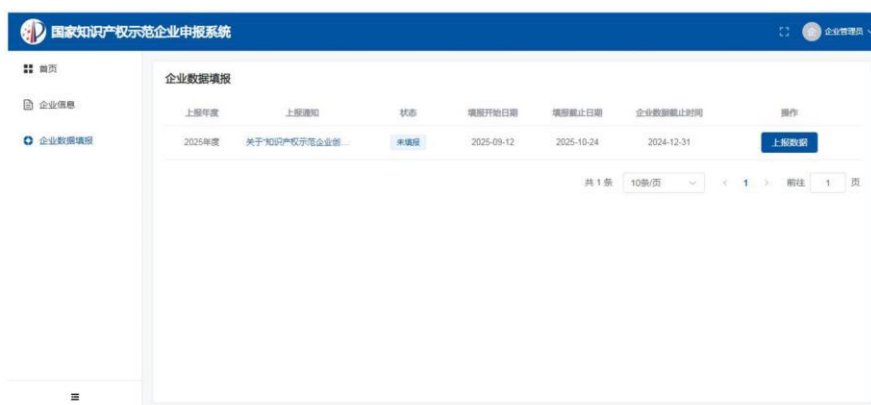 国家知识产权示范企业申报系统
企业管理员
首页
企业信息
企业数据填报
企业数据填报
上报年度 上报通知 状态 填报开始日期 填报截止日期 企业数据截止时间 操作
2025年度 关于"知识产权示范企业创... 未填报 2025-09-12 2025-10-24 2024-12-31 上报数据
共 1 条 10条/页 1 前往 1 页